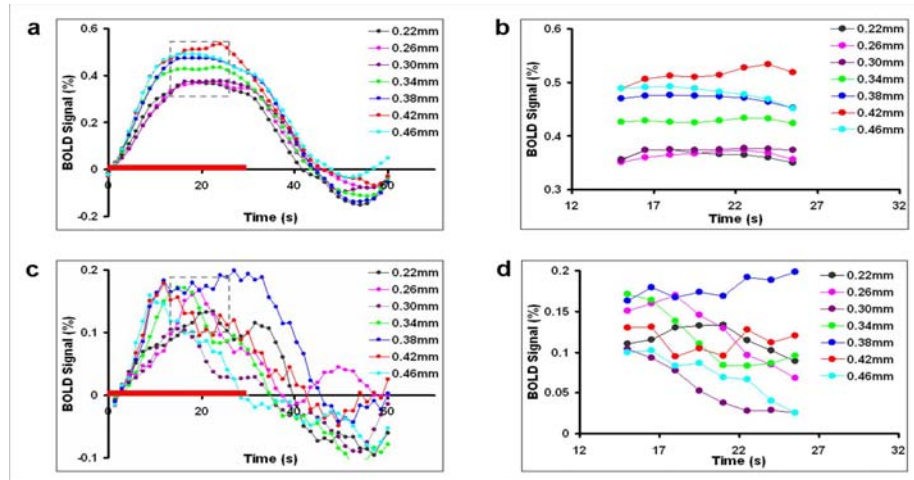 a
BOLD Signal (%)
0.6
0.4
0.2
0
-0.2
0
20
40
60
Time (s)
0.22mm
0.26mm
0.30mm
0.34mm
0.38mm
0.42mm
0.46mm
b
BOLD Signal (%)
0.6
0.5
0.4
0.3
12
17
22
27
32
Time (s)
0.22mm
0.26mm
0.30mm
0.34mm
0.38mm
0.42mm
0.46mm
c
BOLD Signal (%)
0.2
0.1
0
-0.1
0
20
40
60
Time (s)
0.22mm
0.26mm
0.30mm
0.34mm
0.38mm
0.42mm
0.46mm
d
BOLD Signal (%)
0.2
0.15
0.1
0.05
0
12
17
22
27
32
Time (s)
0.22mm
0.26mm
0.30mm
0.34mm
0.38mm
0.42mm
0.46mm